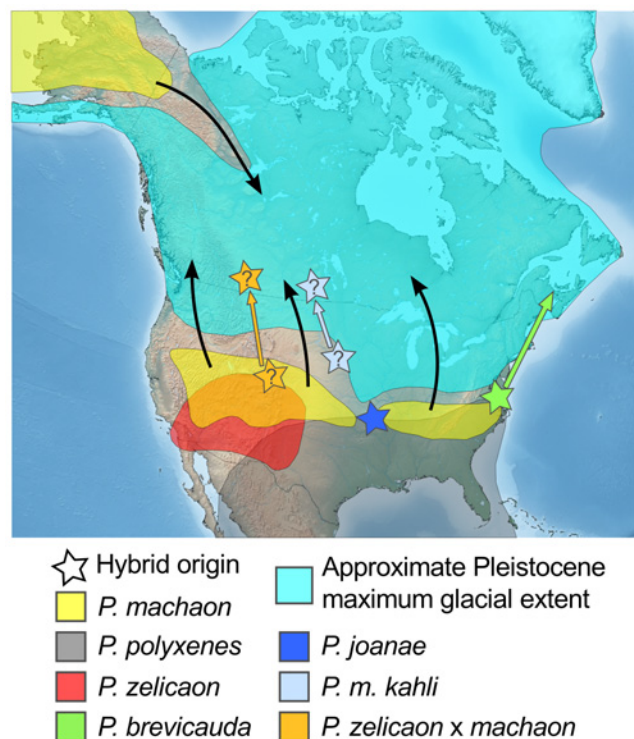 ?
?
?
?
Hybrid origin
P. machaon
P. polyxenes
P. zelicaon
P. brevicauda
Approximate Pleistocene
maximum glacial extent
P. joanae
P. m. kahli
P. zelicaon x machaon